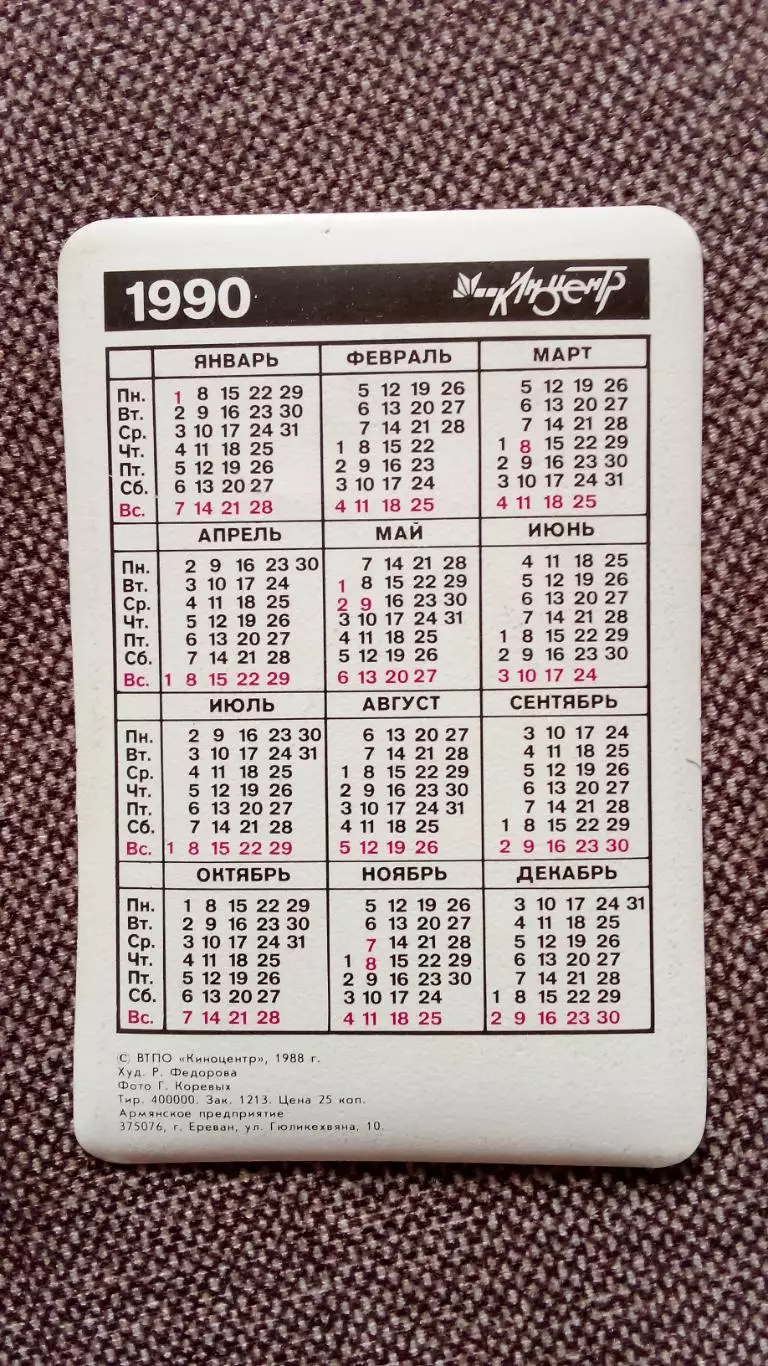 1990 Киноцентр
ЯНВАРЬ ФЕВРАЛЬ МАРТ
Пн. 1 8 15 22 29 5 12 19 26 5 12 19 26
Вт. 2 9 16 23 30 6 13 20 27 6 13 20 27
Ср. 3 10 17 24 31 7 14 21 28 7 14 21 28
Чт. 4 11 18 25 1 8 15 22 1 8 15 22 29
Пт. 5 12 19 26 2 9 16 23 2 9 16 23 30
Сб. 6 13 20 27 3 10 17 24 3 10 17 24 31
Вс. 7 14 21 28 4 11 18 25 4 11 18 25
АПРЕЛЬ МАЙ ИЮНЬ
Пн. 2 9 16 23 30 7 14 21 28 4 11 18 25
Вт. 3 10 17 24 1 8 15 22 29 5 12 19 26
Ср. 4 11 18 25 2 9 16 23 30 6 13 20 27
Чт. 5 12 19 26 3 10 17 24 31 7 14 21 28
Пт. 6 13 20 27 4 11 18 25 1 8 15 22 29
Сб. 7 14 21 28 5 12 19 26 2 9 16 23 30
Вс. 1 8 15 22 29 6 13 20 27 3 10 17 24
ИЮЛЬ АВГУСТ СЕНТЯБРЬ
Пн. 2 9 16 23 30 6 13 20 27 3 10 17 24
Вт. 3 10 17 24 31 7 14 21 28 4 11 18 25
Ср. 4 11 18 25 1 8 15 22 29 5 12 19 26
Чт. 5 12 19 26 2 9 16 23 30 6 13 20 27
Пт. 6 13 20 27 3 10 17 24 31 7 14 21 28
Сб. 7 14 21 28 4 11 18 25 1 8 15 22 29
Вс. 1 8 15 22 29 5 12 19 26 2 9 16 23 30
ОКТЯБРЬ НОЯБРЬ ДЕКАБРЬ
Пн. 1 8 15 22 29 5 12 19 26 3 10 17 24 31
Вт. 2 9 16 23 30 6 13 20 27 4 11 18 25
Ср. 3 10 17 24 31 7 14 21 28 5 12 19 26
Чт. 4 11 18 25 1 8 15 22 29 6 13 20 27
Пт. 5 12 19 26 2 9 16 23 30 7 14 21 28
Сб. 6 13 20 27 3 10 17 24 1 8 15 22 29
Вс. 7 14 21 28 4 11 18 25 2 9 16 23 30
© ВТПО «Киноцентр», 1988 г.
Худ. Р. Федорова
Фото Г. Коревых
Тир. 400000. Зак. 1213. Цена 25 коп.
Армянское предприятие
375076, г. Ереван, ул. Гюликехвяна, 10.